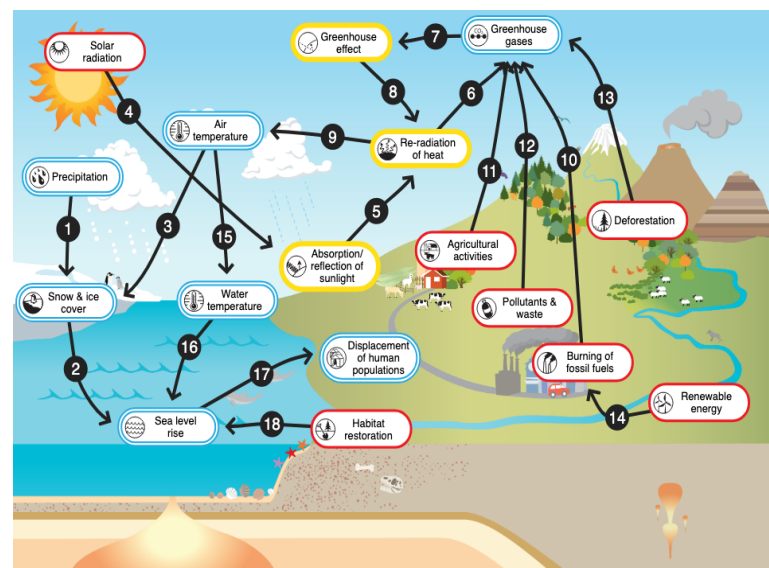 Solar
radiation
4
Greenhouse
effect
7
CO₂
Greenhouse
gases
8
6
13
Air
temperature
9
Re-radiation
of heat
12
10
11
Precipitation
1
3
15
5
Absorption/
reflection of
sunlight
Agricultural
activities
Deforestation
Snow & ice
cover
Water
temperature
Pollutants &
waste
2
16
17
Displacement
of human
populations
Burning of
fossil fuels
Sea level
rise
18
Habitat
restoration
14
Renewable
energy